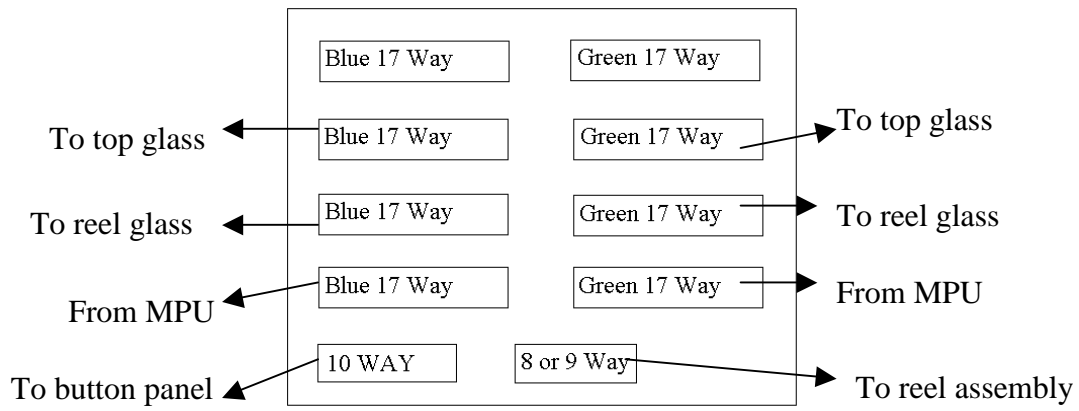 Blue 17 Way Green 17 Way
To top glass Blue 17 Way Green 17 Way To top glass
To reel glass Blue 17 Way Green 17 Way To reel glass
From MPU Blue 17 Way Green 17 Way From MPU
To button panel 10 WAY 8 or 9 Way To reel assembly